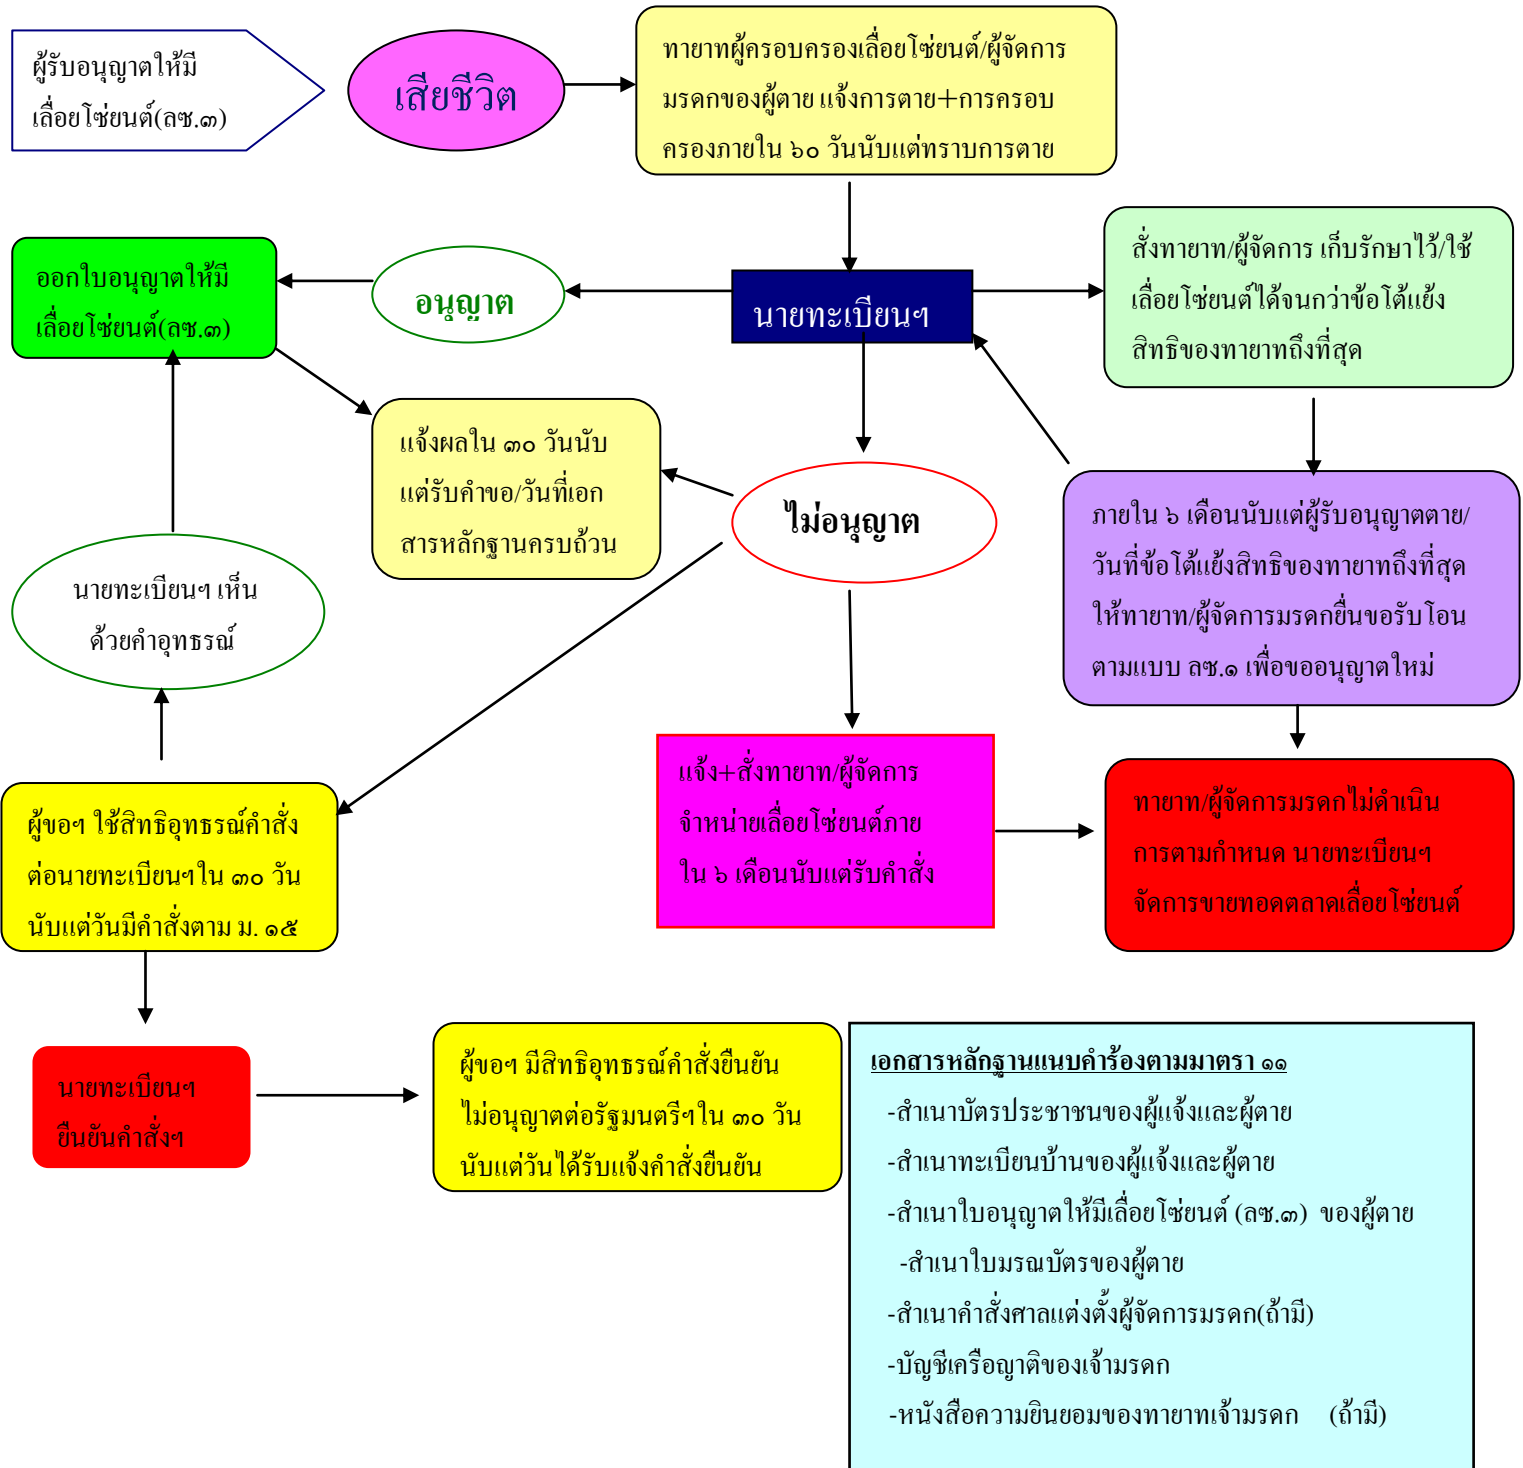 ผู้รับอนุญาตให้มี
เลื่อยโซ่ยนต์(ลซ.๓)
เสียชีวิต
ทายาทผู้ครอบครองเลื่อยโซ่ยนต์/ผู้จัดการ
มรดกของผู้ตาย แจ้งการตาย+การครอบ
ครองภายใน ๖๐ วันนับแต่ทราบการตาย
ออกใบอนุญาตให้มี
เลื่อยโซ่ยนต์(ลซ.๓)
อนุญาต
นายทะเบียนฯ
สั่งทายาท/ผู้จัดการ เก็บรักษาไว้/ใช้
เลื่อยโซ่ยนต์ได้จนกว่าข้อโต้แย้ง
สิทธิของทายาทถึงที่สุด
แจ้งผลใน ๓๐ วันนับ
แต่รับคำขอ/วันที่เอก
สารหลักฐานครบถ้วน
ไม่อนุญาต
ภายใน ๖ เดือนนับแต่ผู้รับอนุญาตตาย/
วันที่ข้อโต้แย้งสิทธิของทายาทถึงที่สุด
ให้ทายาท/ผู้จัดการมรดกยื่นขอรับโอน
ตามแบบ ลซ.๑ เพื่อขออนุญาตใหม่
นายทะเบียนฯ เห็น
ด้วยคำอุทธรณ์
แจ้ง+สั่งทายาท/ผู้จัดการ
จำหน่ายเลื่อยโซ่ยนต์ภาย
ใน ๖ เดือนนับแต่รับคำสั่ง
ทายาท/ผู้จัดการมรดกไม่ดำเนิน
การตามกำหนด นายทะเบียนฯ
จัดการขายทอดตลาดเลื่อยโซ่ยนต์
ผู้ขอฯ ใช้สิทธิอุทธรณ์คำสั่ง
ต่อนายทะเบียนฯใน ๓๐ วัน
นับแต่วันมีคำสั่งตาม ม. ๑๕
นายทะเบียนฯ
ยืนยันคำสั่งฯ
ผู้ขอฯ มีสิทธิอุทธรณ์คำสั่งยืนยัน
ไม่อนุญาตต่อรัฐมนตรีฯใน ๓๐ วัน
นับแต่วันได้รับแจ้งคำสั่งยืนยัน
เอกสารหลักฐานแนบคำร้องตามมาตรา ๑๑
-สำเนาบัตรประชาชนของผู้แจ้งและผู้ตาย
-สำเนาทะเบียนบ้านของผู้แจ้งและผู้ตาย
-สำเนาใบอนุญาตให้มีเลื่อยโซ่ยนต์ (ลซ.๓) ของผู้ตาย
-สำเนาใบมรณบัตรของผู้ตาย
-สำเนาคำสั่งศาลแต่งตั้งผู้จัดการมรดก(ถ้ามี)
-บัญชีเครือญาติของเจ้ามรดก
-หนังสือความยินยอมของทายาทเจ้ามรดก (ถ้ามี)